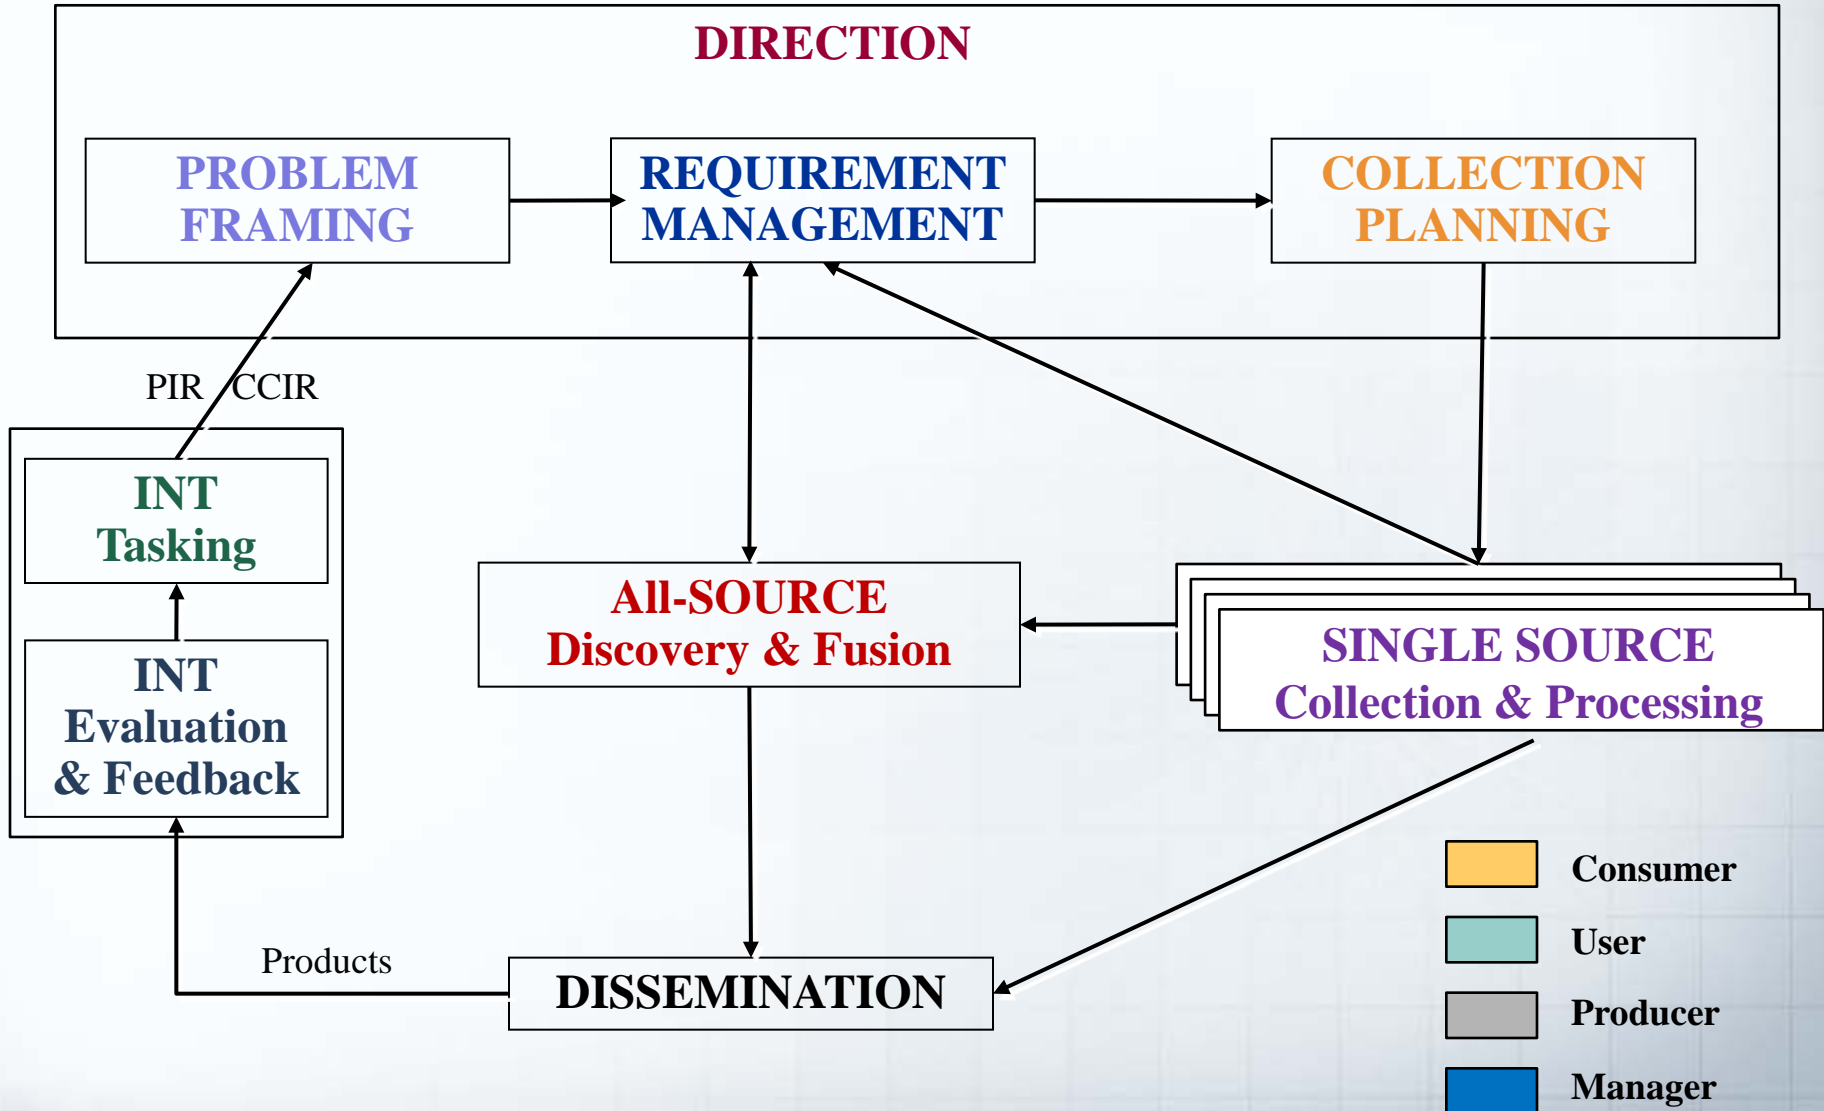 DIRECTION
PROBLEM
FRAMING
REQUIREMENT
MANAGEMENT
COLLECTION
PLANNING
PIR CCIR
INT
Tasking
INT
Evaluation
& Feedback
All-SOURCE
Discovery & Fusion
SINGLE SOURCE
Collection & Processing
Products
DISSEMINATION
Consumer
User
Producer
Manager